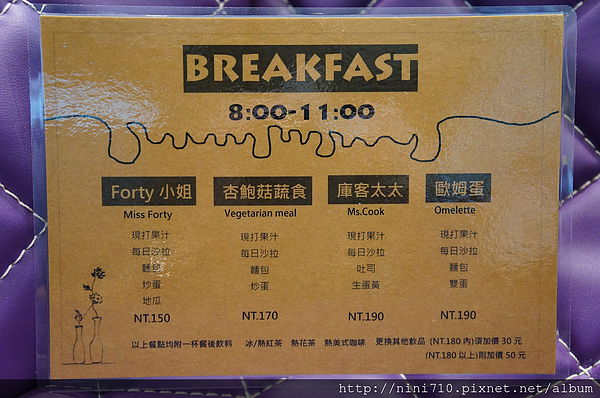 BREAKFAST
8:00-11:00
Forty 小姐
Miss Forty
現打果汁
每日沙拉
麵包
炒蛋
地瓜
NT.150
杏鮑菇蔬食
Vegetarian meal
現打果汁
每日沙拉
麵包
炒蛋
NT.170
庫客太太
Ms.Cook
現打果汁
每日沙拉
吐司
生蛋黃
NT.190
歐姆蛋
Omelette
現打果汁
每日沙拉
麵包
雙蛋
NT.190
以上餐點均附一杯餐後飲料 冰/熱紅茶 熱花茶 熱美式咖啡 更換其他飲品 (NT.180 內)須加價 30 元
(NT.180 以上)則加價 50 元
http://nini710.pixnet.net/album